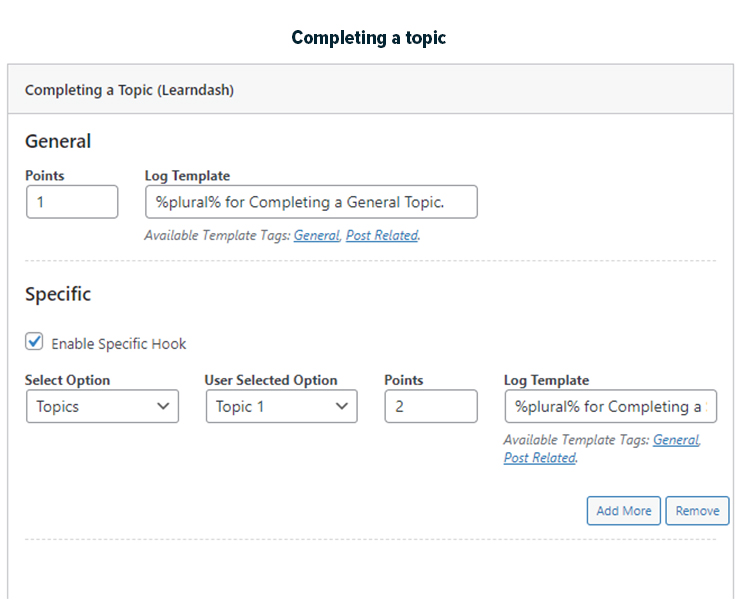 Completing a topic
Completing a Topic (Learndash)
General
Points
Log Template
1
%plural% for Completing a General Topic.
Available Template Tags: General, Post Related.
Specific
Enable Specific Hook
Select Option
User Selected Option
Points
Log Template
Topics
Topic 1
2
%plural% for Completing a
Available Template Tags: General,
Post Related.
Add More
Remove